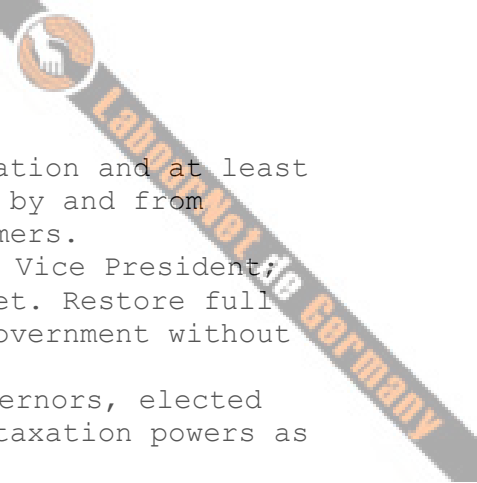 LabourNet.de Germany
ation and at least
by and from
mers.
Vice President;
et. Restore full
overnment without
ernors, elected
taxation powers as